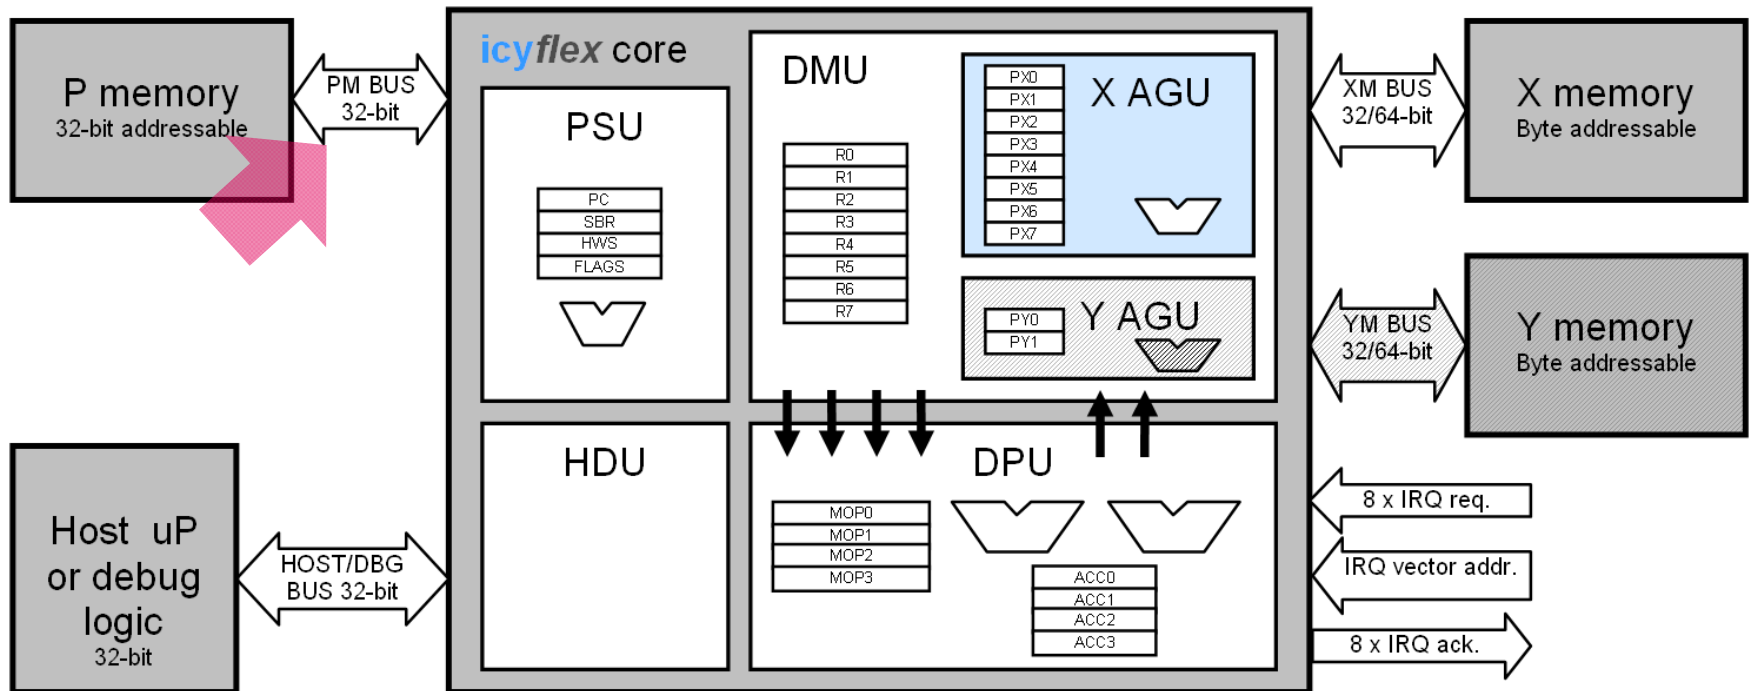 P memory
32-bit addressable
PM BUS
32-bit
icyflex core
PSU
PC
SBR
HWS
FLAGS
DMU
R0
R1
R2
R3
R4
R5
R6
R7
PX0
PX1
PX2
PX3
PX4
PX5
PX6
PX7
X AGU
PY0
PY1
Y AGU
XM BUS
32/64-bit
X memory
Byte addressable
YM BUS
32/64-bit
Y memory
Byte addressable
Host uP
or debug
logic
32-bit
HOST/DBG
BUS 32-bit
HDU
DPU
MOP0
MOP1
MOP2
MOP3
ACC0
ACC1
ACC2
ACC3
8 x IRQ req.
IRQ vector addr.
8 x IRQ ack.